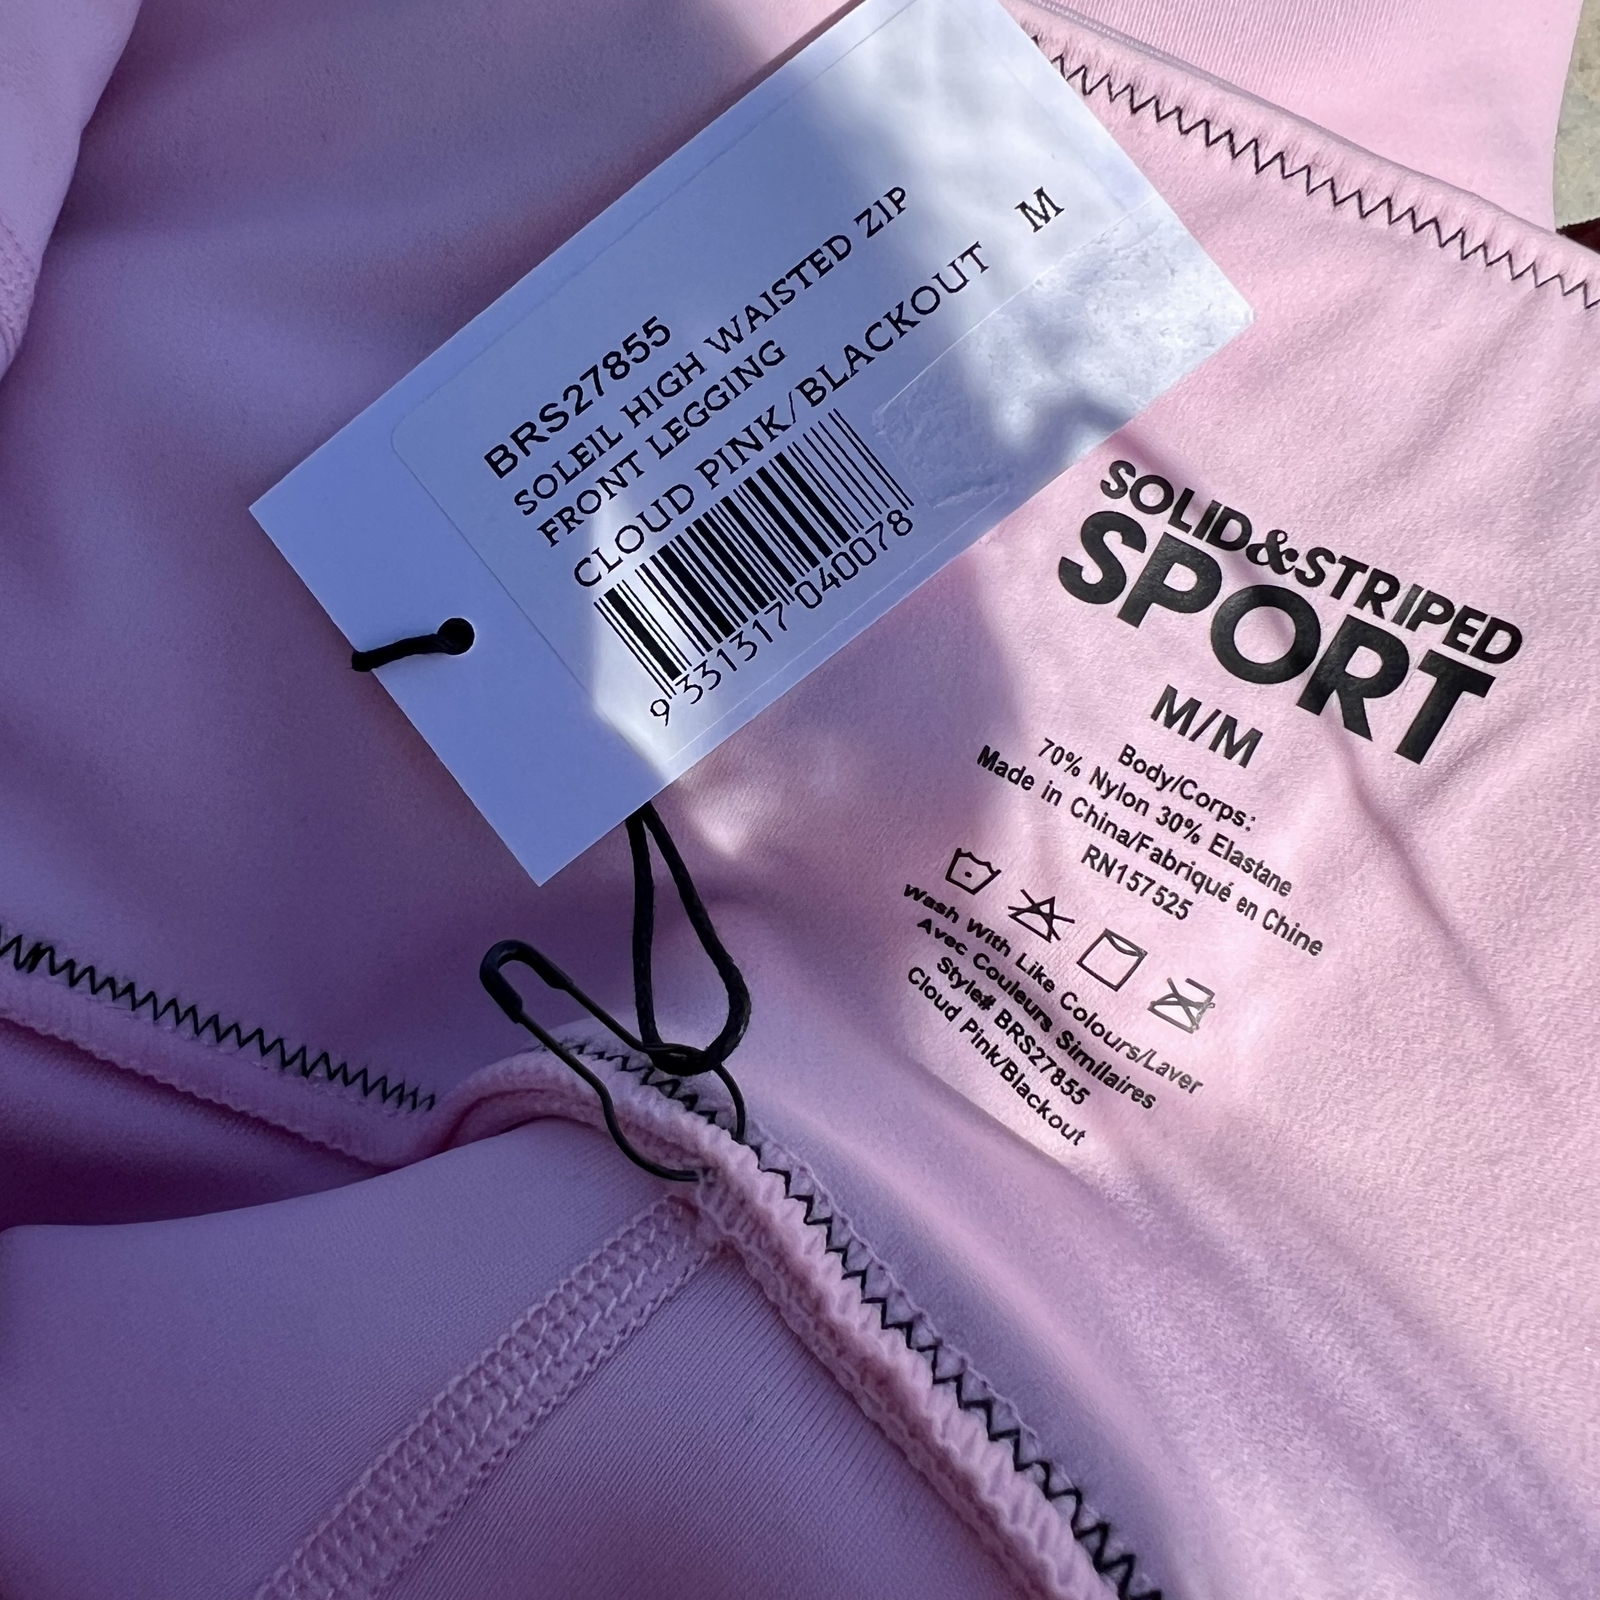 BRS27855
SOLEIL HIGH WAISTED ZIP
FRONT LEGGING
CLOUD PINK/BLACKOUT M
9 331317 040078
SOLID&STRIPED
SPORT
M/M
Body/Corps:
70% Nylon 30% Elastane
Made in China/Fabriqué en Chine
RN157525
Wash With Like Colours/Laver
Avec Couleurs Similaires
Style# BRS27855
Cloud Pink/Blackout